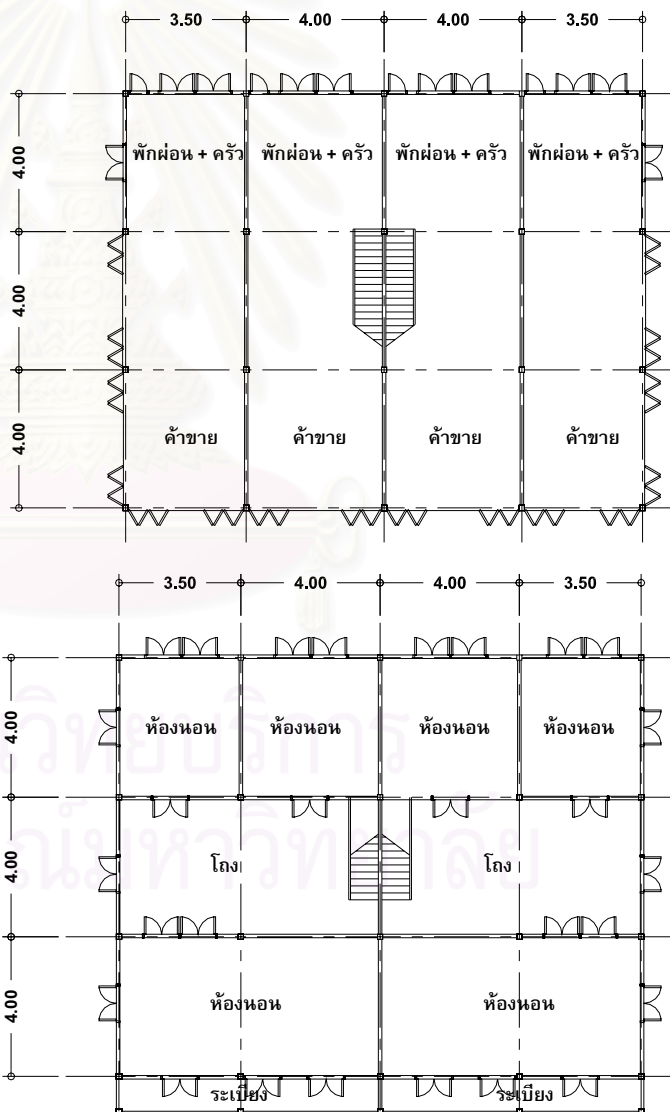 3.50 4.00 4.00 3.50
4.00
พักผ่อน + ครัว พักผ่อน + ครัว พักผ่อน + ครัว พักผ่อน + ครัว
4.00
4.00
ค้าขาย ค้าขาย ค้าขาย ค้าขาย
3.50 4.00 4.00 3.50
4.00
ห้องนอน ห้องนอน ห้องนอน ห้องนอน
4.00
โถง โถง
4.00
ห้องนอน ห้องนอน
ระเบียง ระเบียง